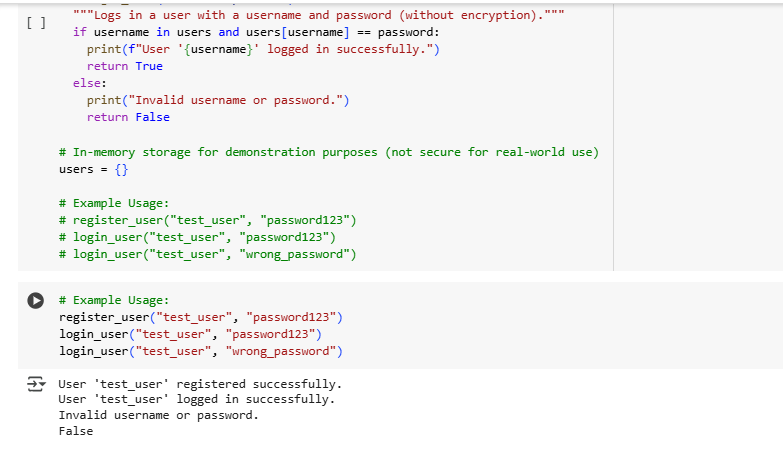 """Logs in a user with a username and password (without encryption)."""
[ ]
if username in users and users[username] == password:
print(f"User '{username}' logged in successfully.")
return True
else:
print("Invalid username or password.")
return False
# In-memory storage for demonstration purposes (not secure for real-world use)
users = {}
# Example Usage:
# register_user("test_user", "password123")
# login_user("test_user", "password123")
# login_user("test_user", "wrong_password")
# Example Usage:
register_user("test_user", "password123")
login_user("test_user", "password123")
login_user("test_user", "wrong_password")
User 'test_user' registered successfully.
User 'test_user' logged in successfully.
Invalid username or password.
False